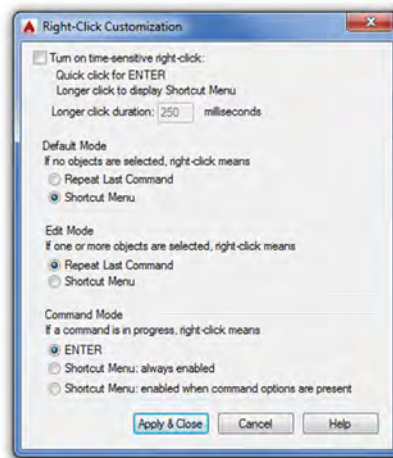 Right-Click Customization
Turn on time-sensitive right-click:
Quick click for ENTER
Longer click to display Shortcut Menu
Longer click duration: 250 milliseconds
Default Mode
If no objects are selected, right-click means
Repeat Last Command
Shortcut Menu
Edit Mode
If one or more objects are selected, right-click means
Repeat Last Command
Shortcut Menu
Command Mode
If a command is in progress, right-click means
ENTER
Shortcut Menu: always enabled
Shortcut Menu: enabled when command options are present
Apply & Close Cancel Help